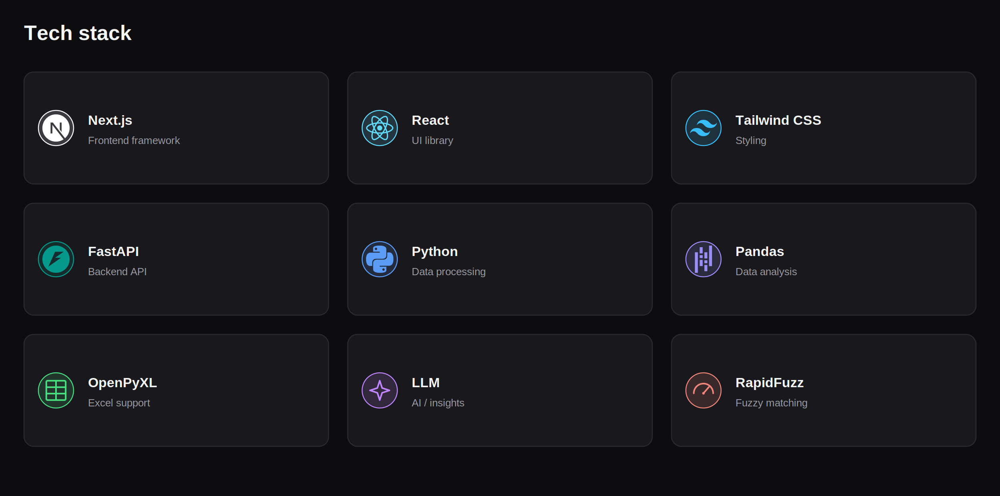 Tech stack
Next.js
Frontend framework
React
UI library
Tailwind CSS
Styling
FastAPI
Backend API
Python
Data processing
Pandas
Data analysis
OpenPyXL
Excel support
LLM
AI / insights
RapidFuzz
Fuzzy matching